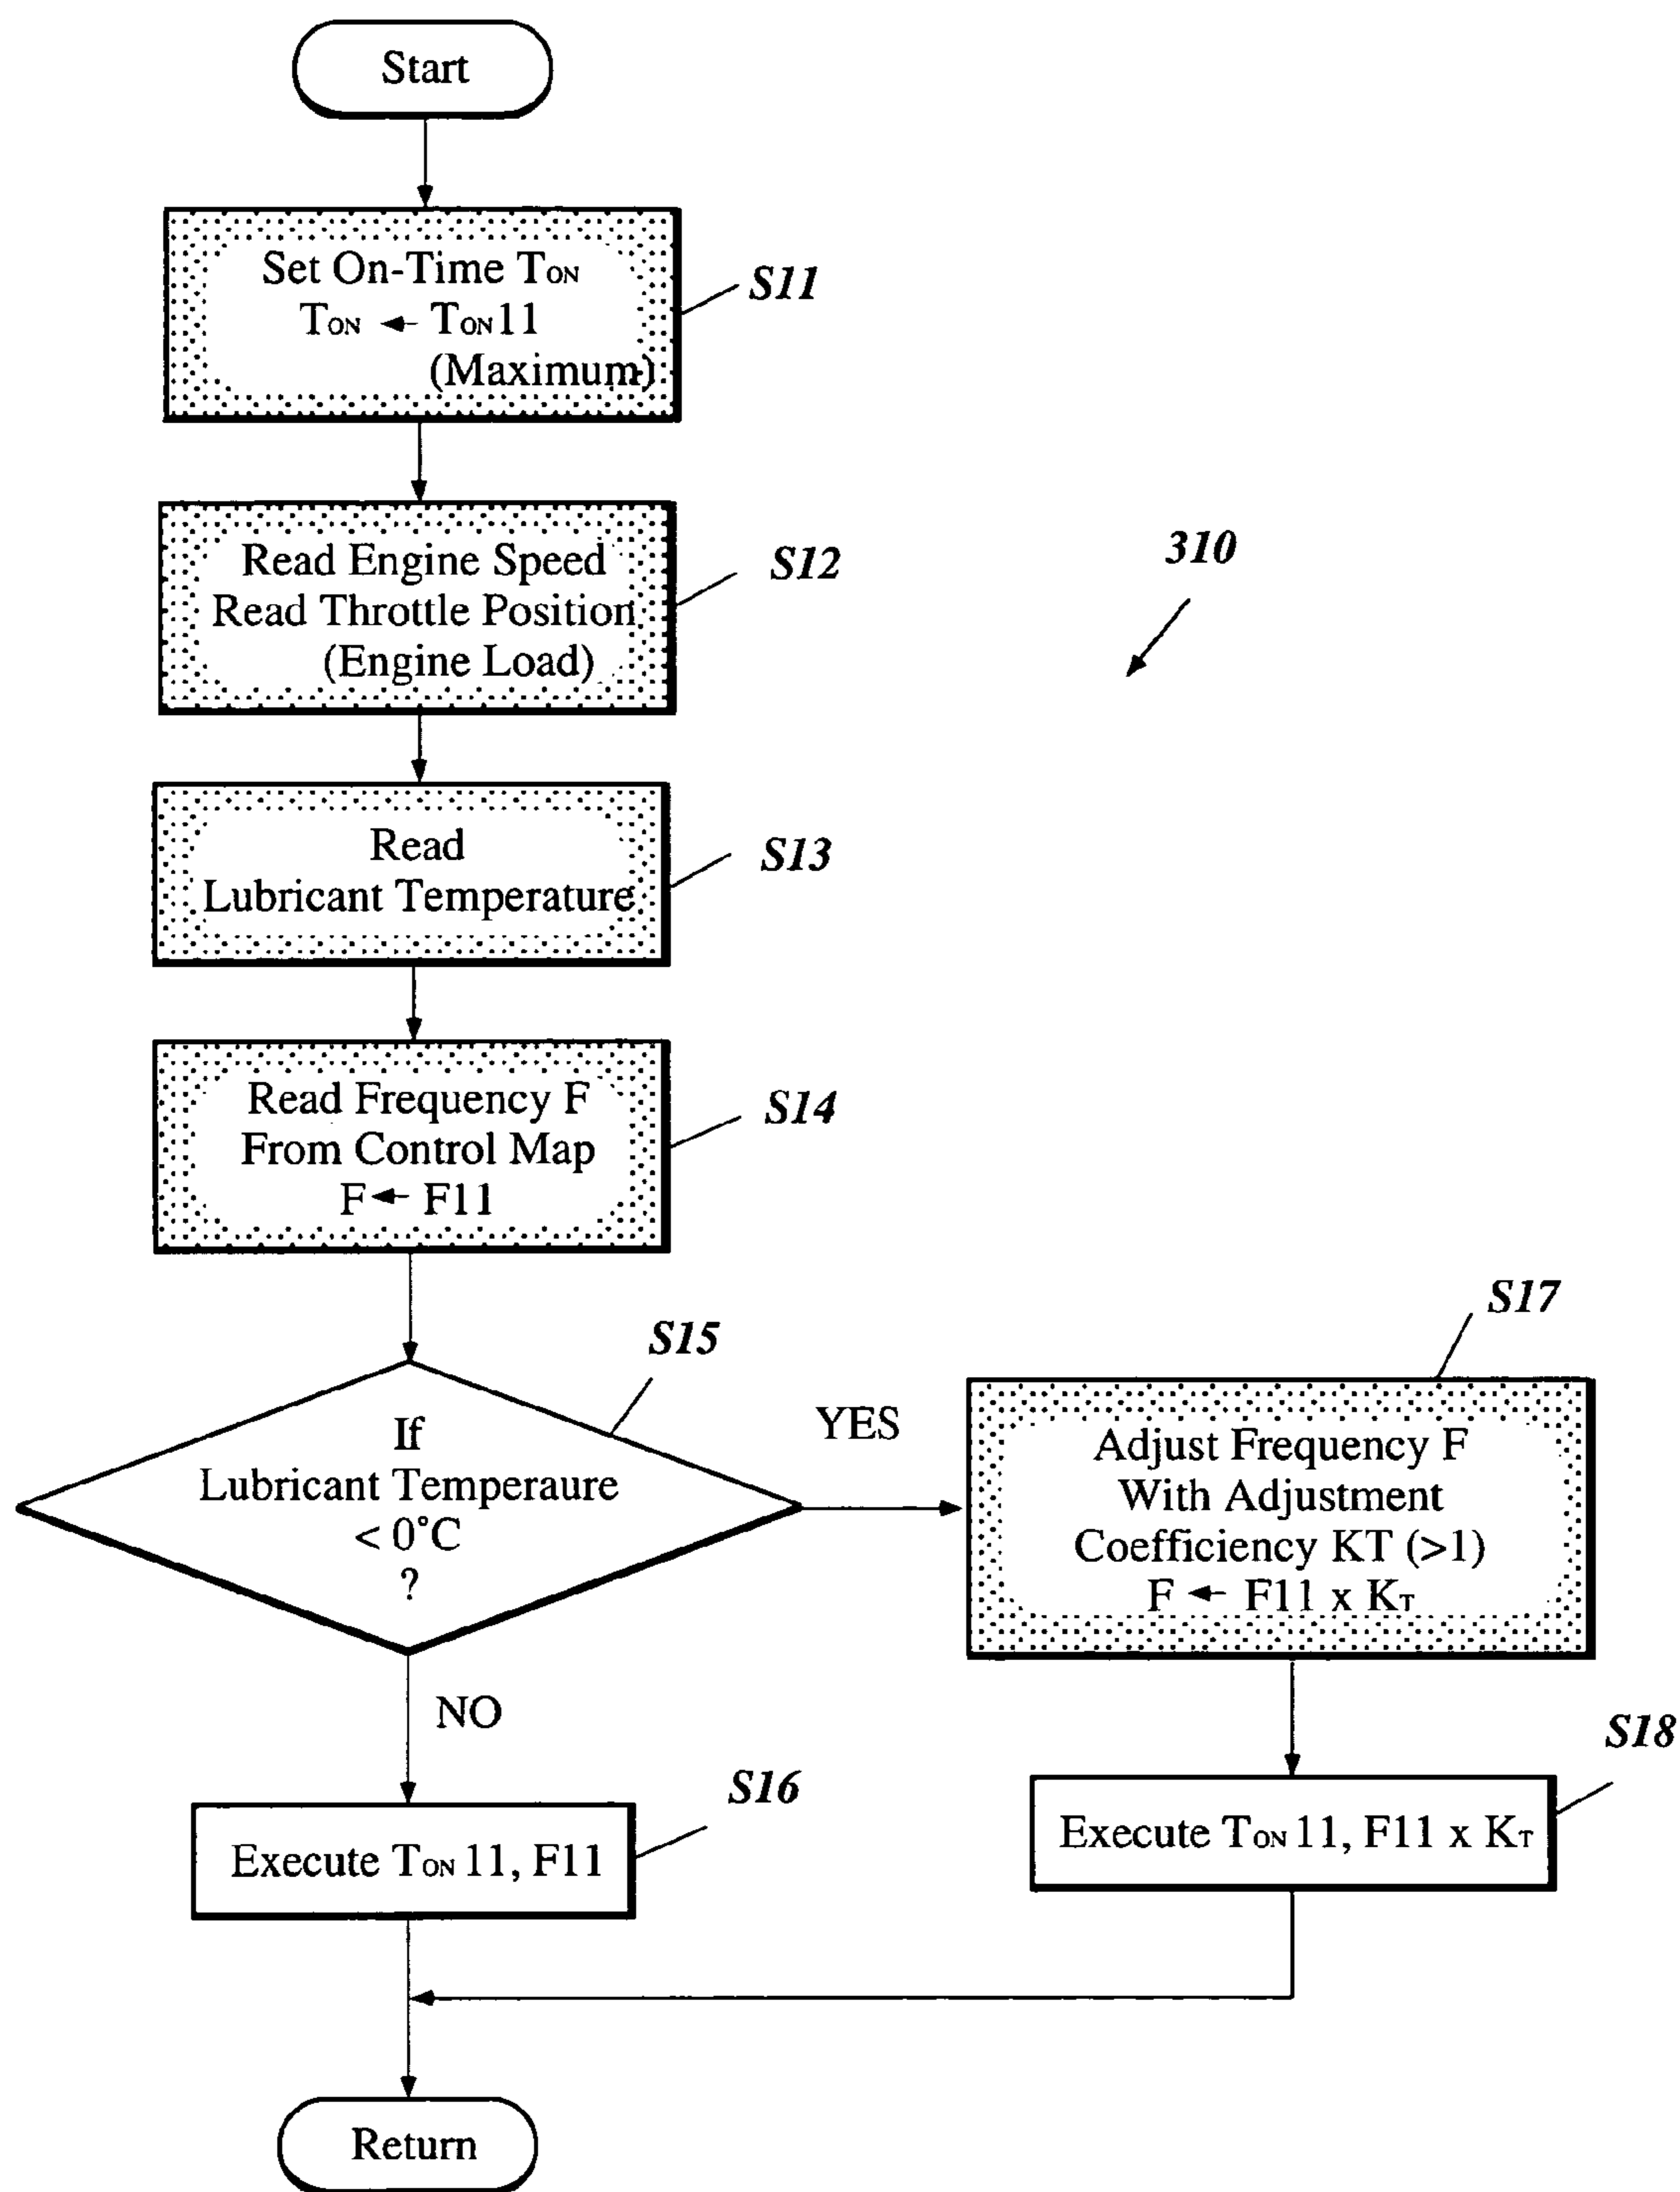 Start
Set On-Time TON
TON ← TON11
(Maximum)
S11
Read Engine Speed
Read Throttle Position
(Engine Load)
S12
310
Read
Lubricant Temperature
S13
Read Frequency F
From Control Map
F ← F11
S14
If
Lubricant Temperaure
< 0°C
?
S15
YES
Adjust Frequency F
With Adjustment
Coefficiency KT (>1)
F ← F11 x KT
S17
NO
Execute TON 11, F11
S16
Execute TON 11, F11 x KT
S18
Return